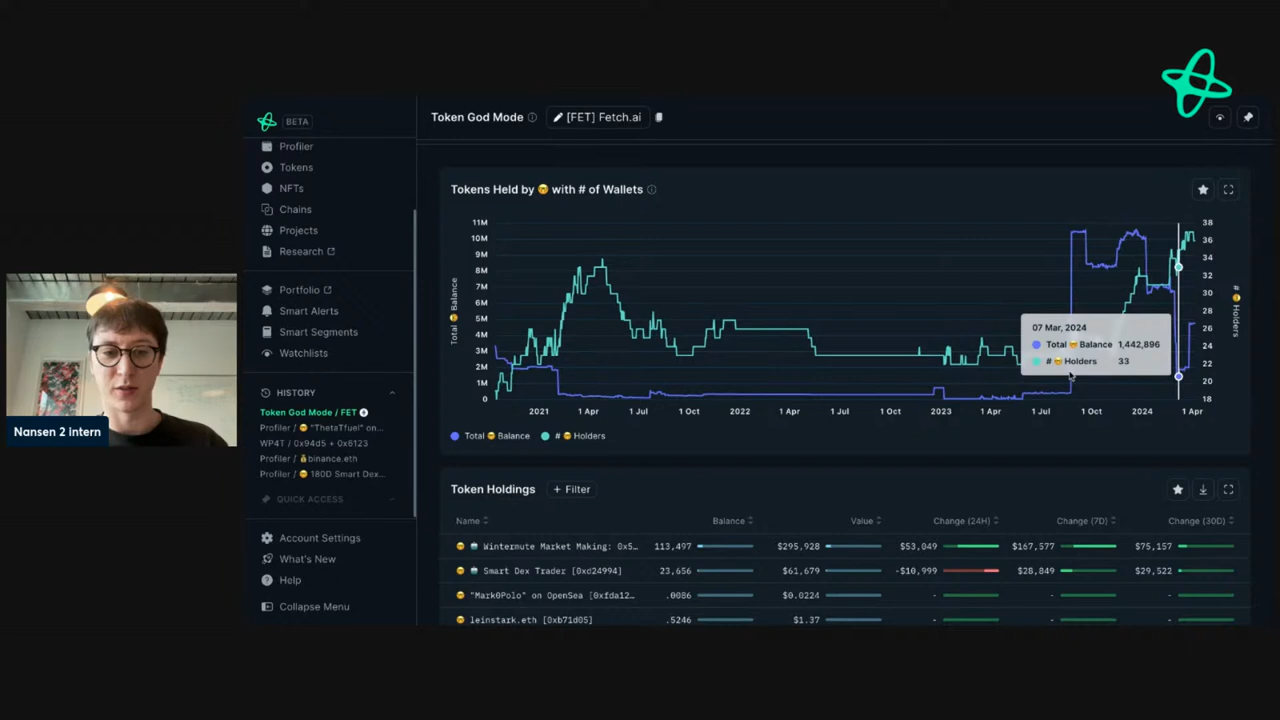 BETA
Token God Mode
[FET] Fetch.ai
Profiler
Tokens
NFTs
Chains
Projects
Research
Portfolio
Smart Alerts
Smart Segments
Watchlists
HISTORY
Token God Mode / FET
Profiler / 🤓 "ThetaTfuel" on...
WP4T / 0x94d5 + 0x6123
Profiler / 💰binance.eth
Profiler / 🤓 180D Smart Dex...
QUICK ACCESS
Account Settings
What's New
Help
Collapse Menu
Nansen 2 Intern
Tokens Held by 🤓 with # of Wallets
11M
10M
9M
8M
7M
6M
5M
4M
3M
2M
1M
0
Total 🤓 Balance
38
36
34
32
30
28
26
24
22
20
18
# 🤓 Holders
2021 1 Apr 1 Jul 1 Oct 2022 1 Apr 1 Jul 1 Oct 2023 1 Apr 1 Jul 1 Oct 2024 1 Apr
07 Mar, 2024
Total 🤓 Balance 1,442,896
# 🤓 Holders 33
Total 🤓 Balance # 🤓 Holders
Token Holdings + Filter
Name Balance Value Change (24H) Change (7D) Change (30D)
🤓 🤖 Wintermute Market Making: 0x5... 113,497 $295,928 $53,049 $167,577 $75,157
🤓 🤖 Smart Dex Trader [0xd24994] 23,656 $61,679 -$10,999 $28,849 $29,522
🤓 "Mark0Polo" on OpenSea [0xfda12... .0086 $0.0224 - - -
🤓 leinstark.eth [0xb71d05] .5246 $1.37 - - -